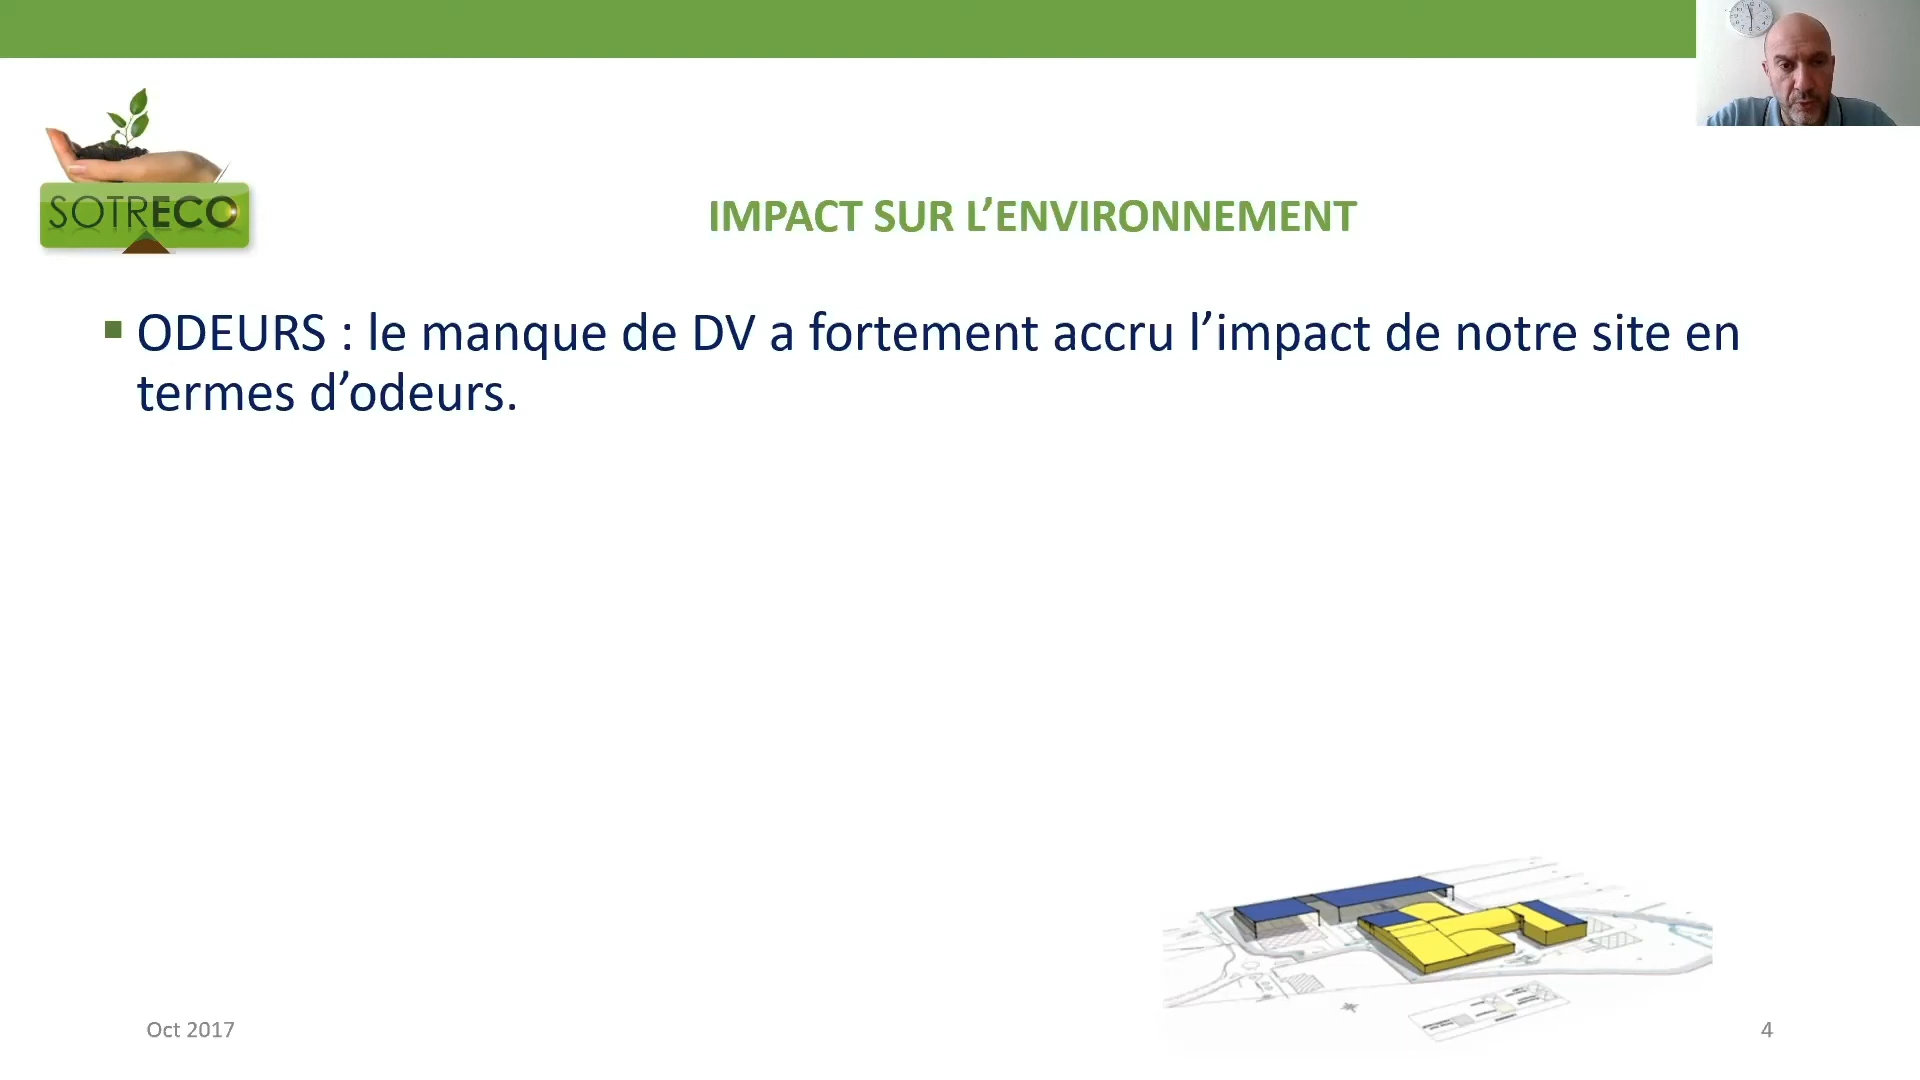 SOTRECO
IMPACT SUR L’ENVIRONNEMENT
ODEURS : le manque de DV a fortement accru l’impact de notre site en
termes d’odeurs.
Oct 2017
4